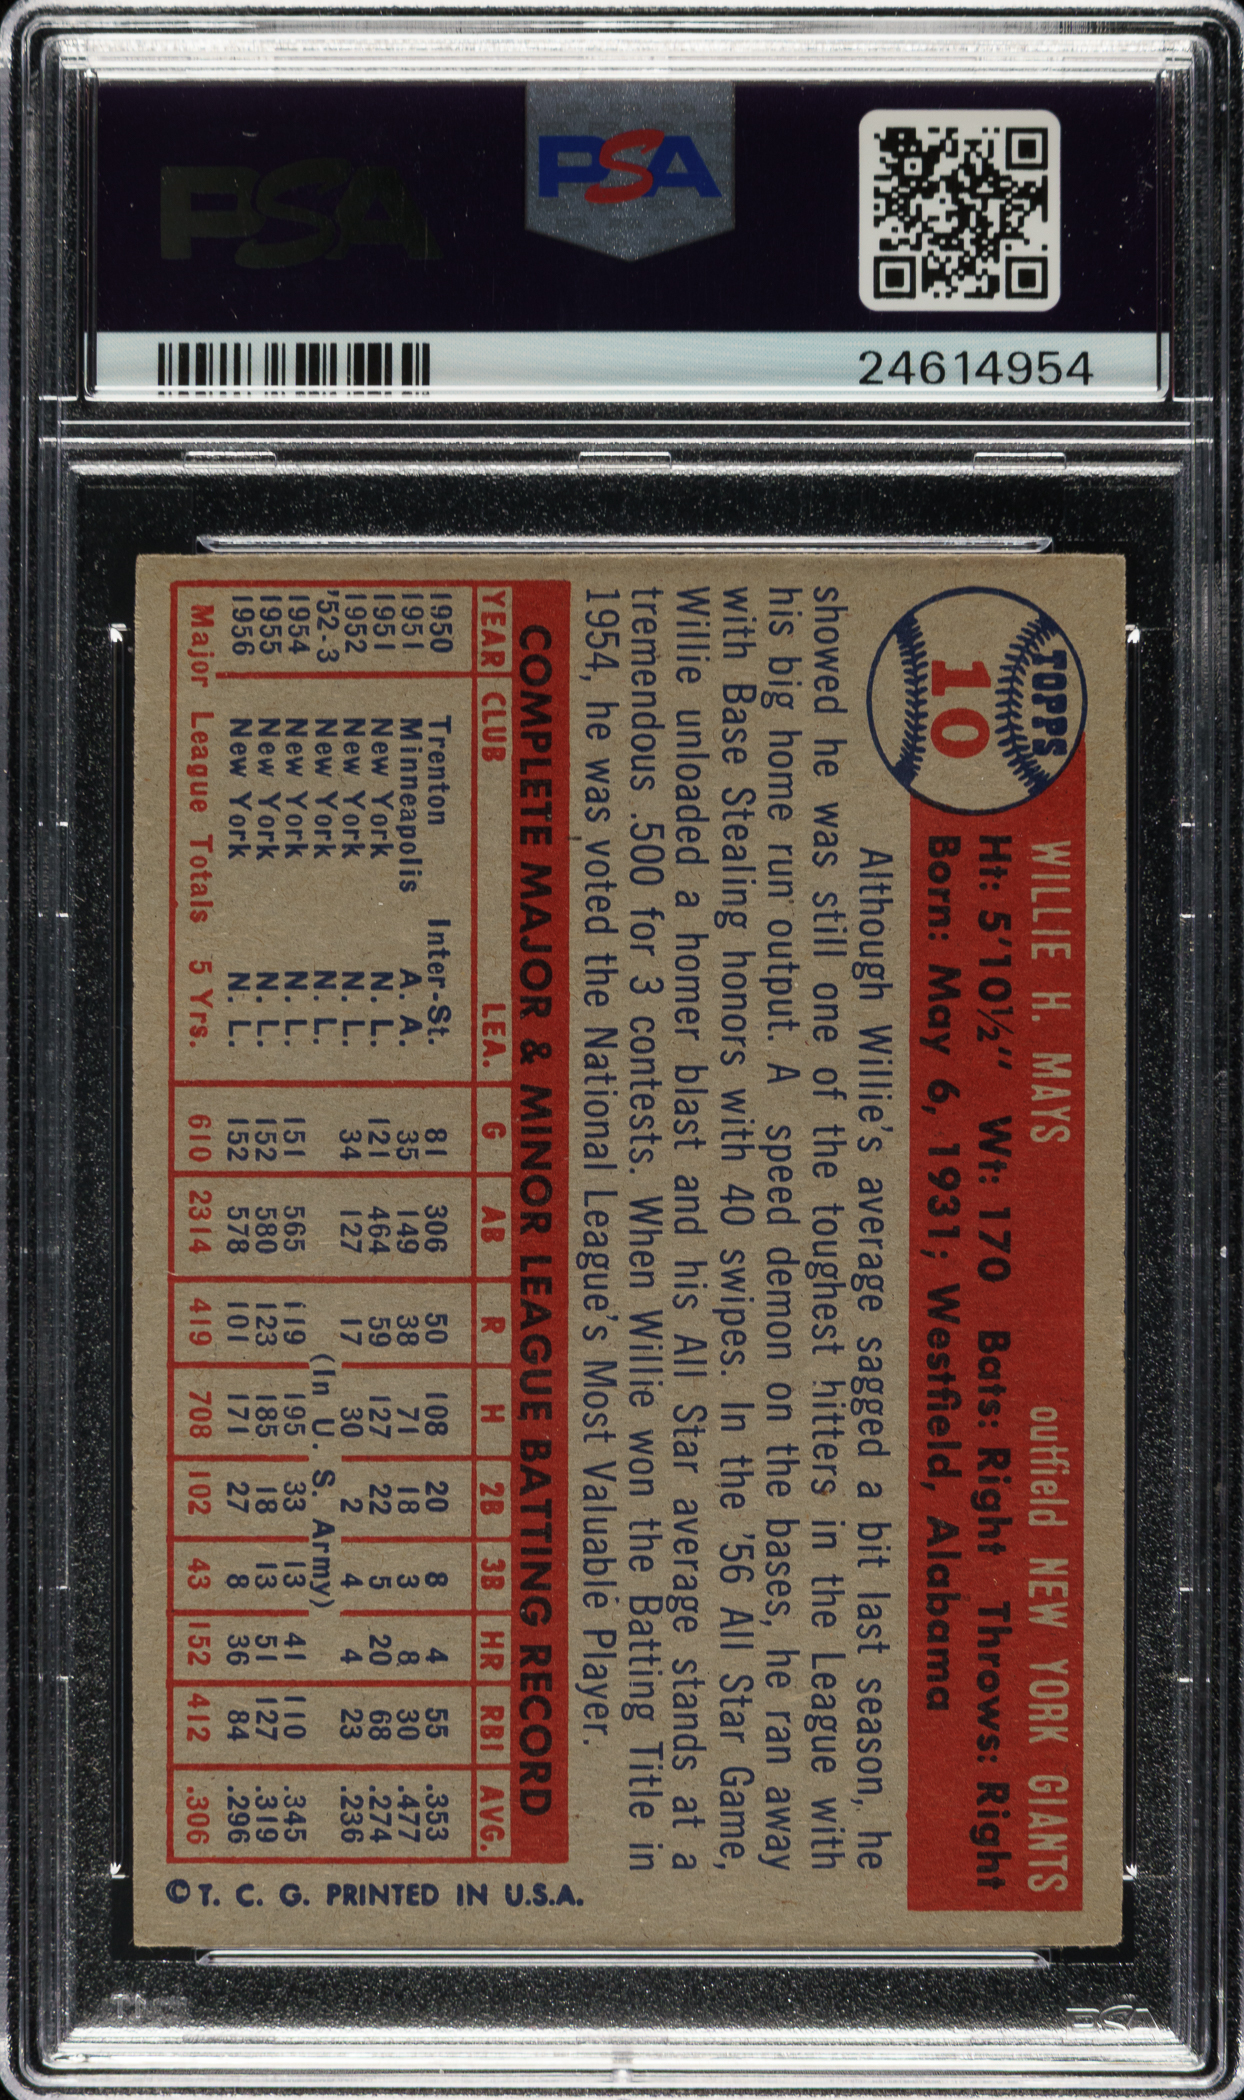 PSA
PSA
24614954
TOPPS
10
WILLIE H. MAYS outfield NEW YORK GIANTS
Ht: 5'10½" Wt: 170 Bats: Right Throws: Right
Born: May 6, 1931; Westfield, Alabama
Although Willie's average sagged a bit last season, he
showed he was still one of the toughest hitters in the League with
his big home run output. A speed demon on the bases, he ran away
with Base Stealing honors with 40 swipes. In the '56 All Star Game,
Willie unloaded a homer blast and his All Star average stands at a
tremendous .500 for 3 contests. When Willie won the Batting Title in
1954, he was voted the National League's Most Valuable Player.
COMPLETE MAJOR & MINOR LEAGUE BATTING RECORD
YEAR CLUB LEA. G AB R H 2B 3B HR RBI AVG.
1950 Trenton Inter-St. 81 306 50 108 20 8 4 55 .353
1951 Minneapolis A. A. 35 149 38 71 18 3 8 30 .477
1951 New York N. L. 121 464 59 127 22 5 20 68 .274
1952 New York N. L. 34 127 17 30 2 4 4 23 .236
'52-3 New York N. L. (In U. S. Army)
1954 New York N. L. 151 565 119 195 33 13 41 110 .345
1955 New York N. L. 152 580 123 185 18 13 51 127 .319
1956 New York N. L. 152 578 101 171 27 8 36 84 .296
Major League Totals 5 Yrs. 610 2314 419 708 102 43 152 412 .306
© T. C. G. PRINTED IN U.S.A.
PSA